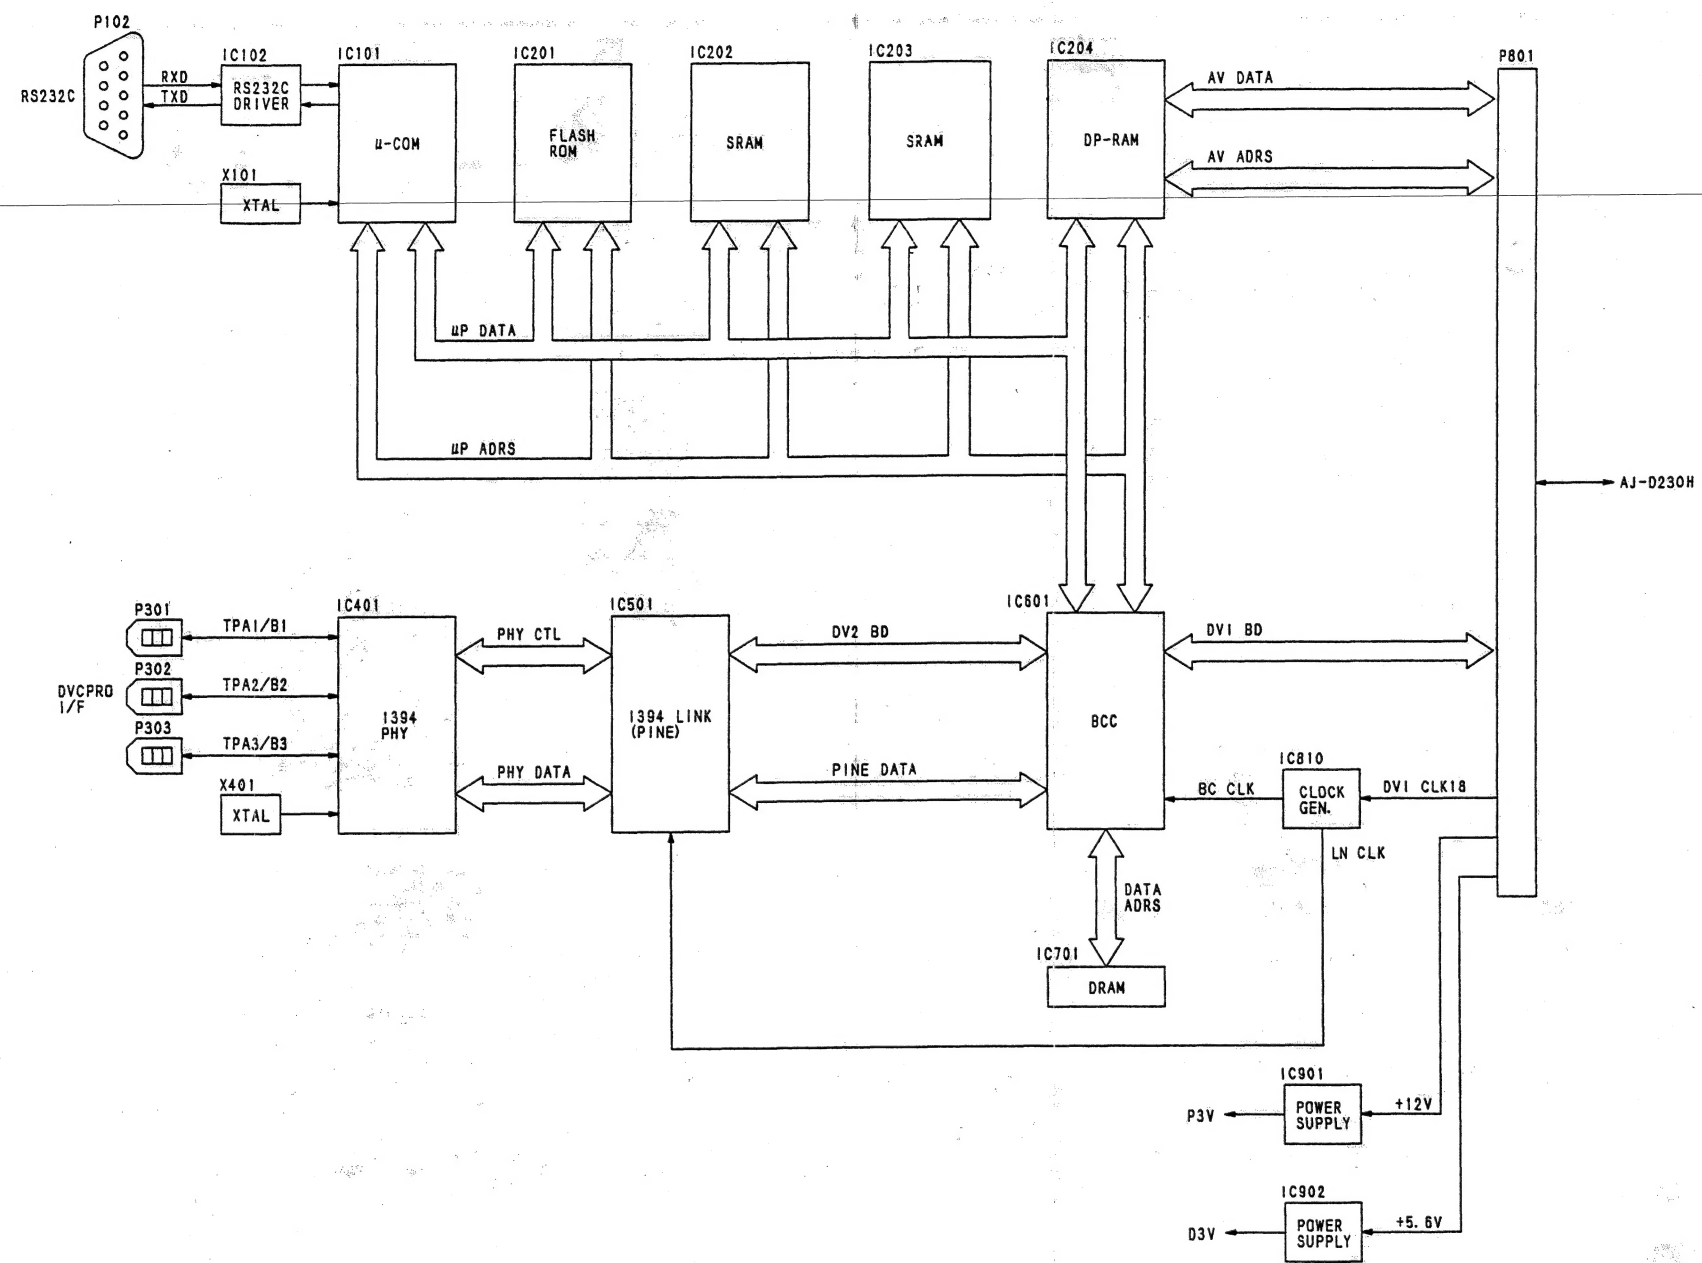 P102
RS232C
RXD
TXD
IC102
RS232C
DRIVER
X101
XTAL
IC101
μ-COM
IC201
FLASH
ROM
IC202
SRAM
IC203
SRAM
IC204
DP-RAM
AV DATA
AV ADRS
P801
μP DATA
μP ADRS
AJ-D230H
DVCPRO
I/F
P301
P302
P303
TPA1/B1
TPA2/B2
TPA3/B3
X401
XTAL
IC401
1394
PHY
PHY CTL
PHY DATA
IC501
1394 LINK
(PINE)
DV2 BD
PINE DATA
IC601
BCC
DV1 BD
BC CLK
IC810
CLOCK
GEN.
DV1 CLK18
LN CLK
DATA
ADRS
IC701
DRAM
IC901
POWER
SUPPLY
P3V
+12V
IC902
POWER
SUPPLY
D3V
+5.6V